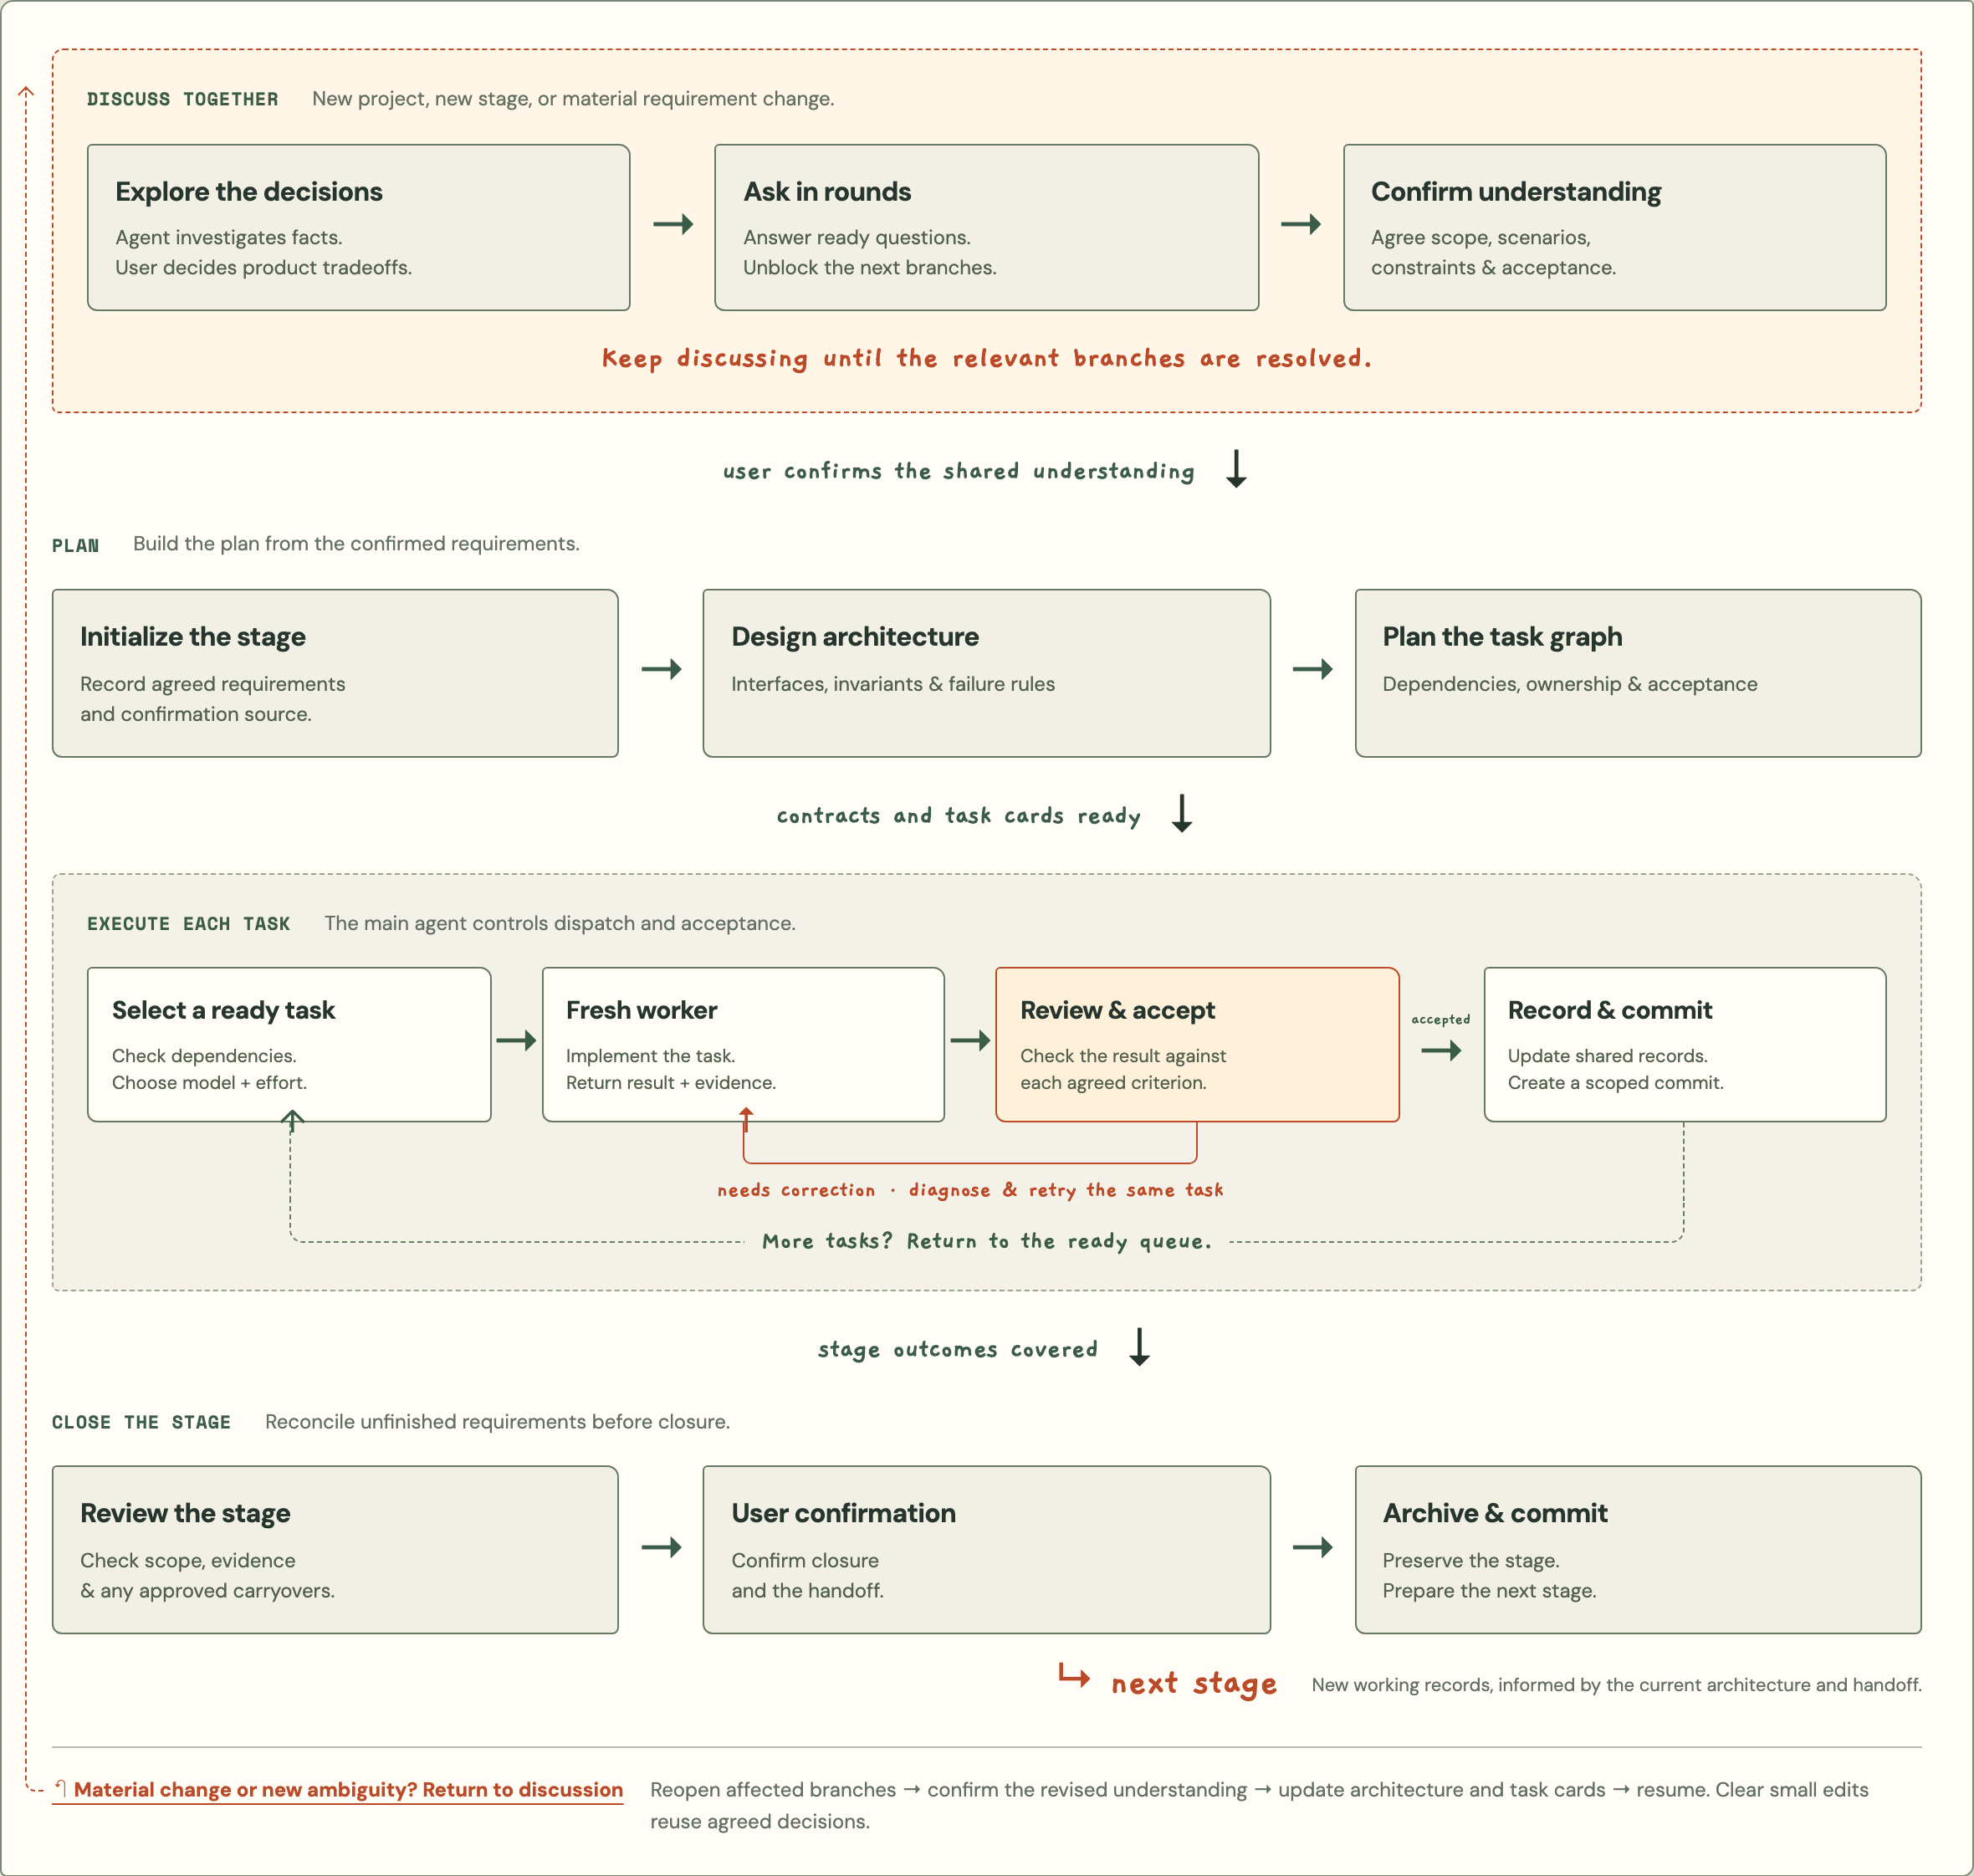 DISCUSS TOGETHER New project, new stage, or material requirement change.
Explore the decisions
Agent investigates facts.
User decides product tradeoffs.
Ask in rounds
Answer ready questions.
Unblock the next branches.
Confirm understanding
Agree scope, scenarios,
constraints & acceptance.
Keep discussing until the relevant branches are resolved.
user confirms the shared understanding ↓
PLAN Build the plan from the confirmed requirements.
Initialize the stage
Record agreed requirements
and confirmation source.
Design architecture
Interfaces, invariants & failure rules
Plan the task graph
Dependencies, ownership & acceptance
contracts and task cards ready ↓
EXECUTE EACH TASK The main agent controls dispatch and acceptance.
Select a ready task
Check dependencies.
Choose model + effort.
Fresh worker
Implement the task.
Return result + evidence.
Review & accept
Check the result against
each agreed criterion.
accepted
Record & commit
Update shared records.
Create a scoped commit.
needs correction · diagnose & retry the same task
More tasks? Return to the ready queue.
stage outcomes covered ↓
CLOSE THE STAGE Reconcile unfinished requirements before closure.
Review the stage
Check scope, evidence
& any approved carryovers.
User confirmation
Confirm closure
and the handoff.
Archive & commit
Preserve the stage.
Prepare the next stage.
next stage New working records, informed by the current architecture and handoff.
Material change or new ambiguity? Return to discussion
Reopen affected branches → confirm the revised understanding → update architecture and task cards → resume. Clear small edits
reuse agreed decisions.